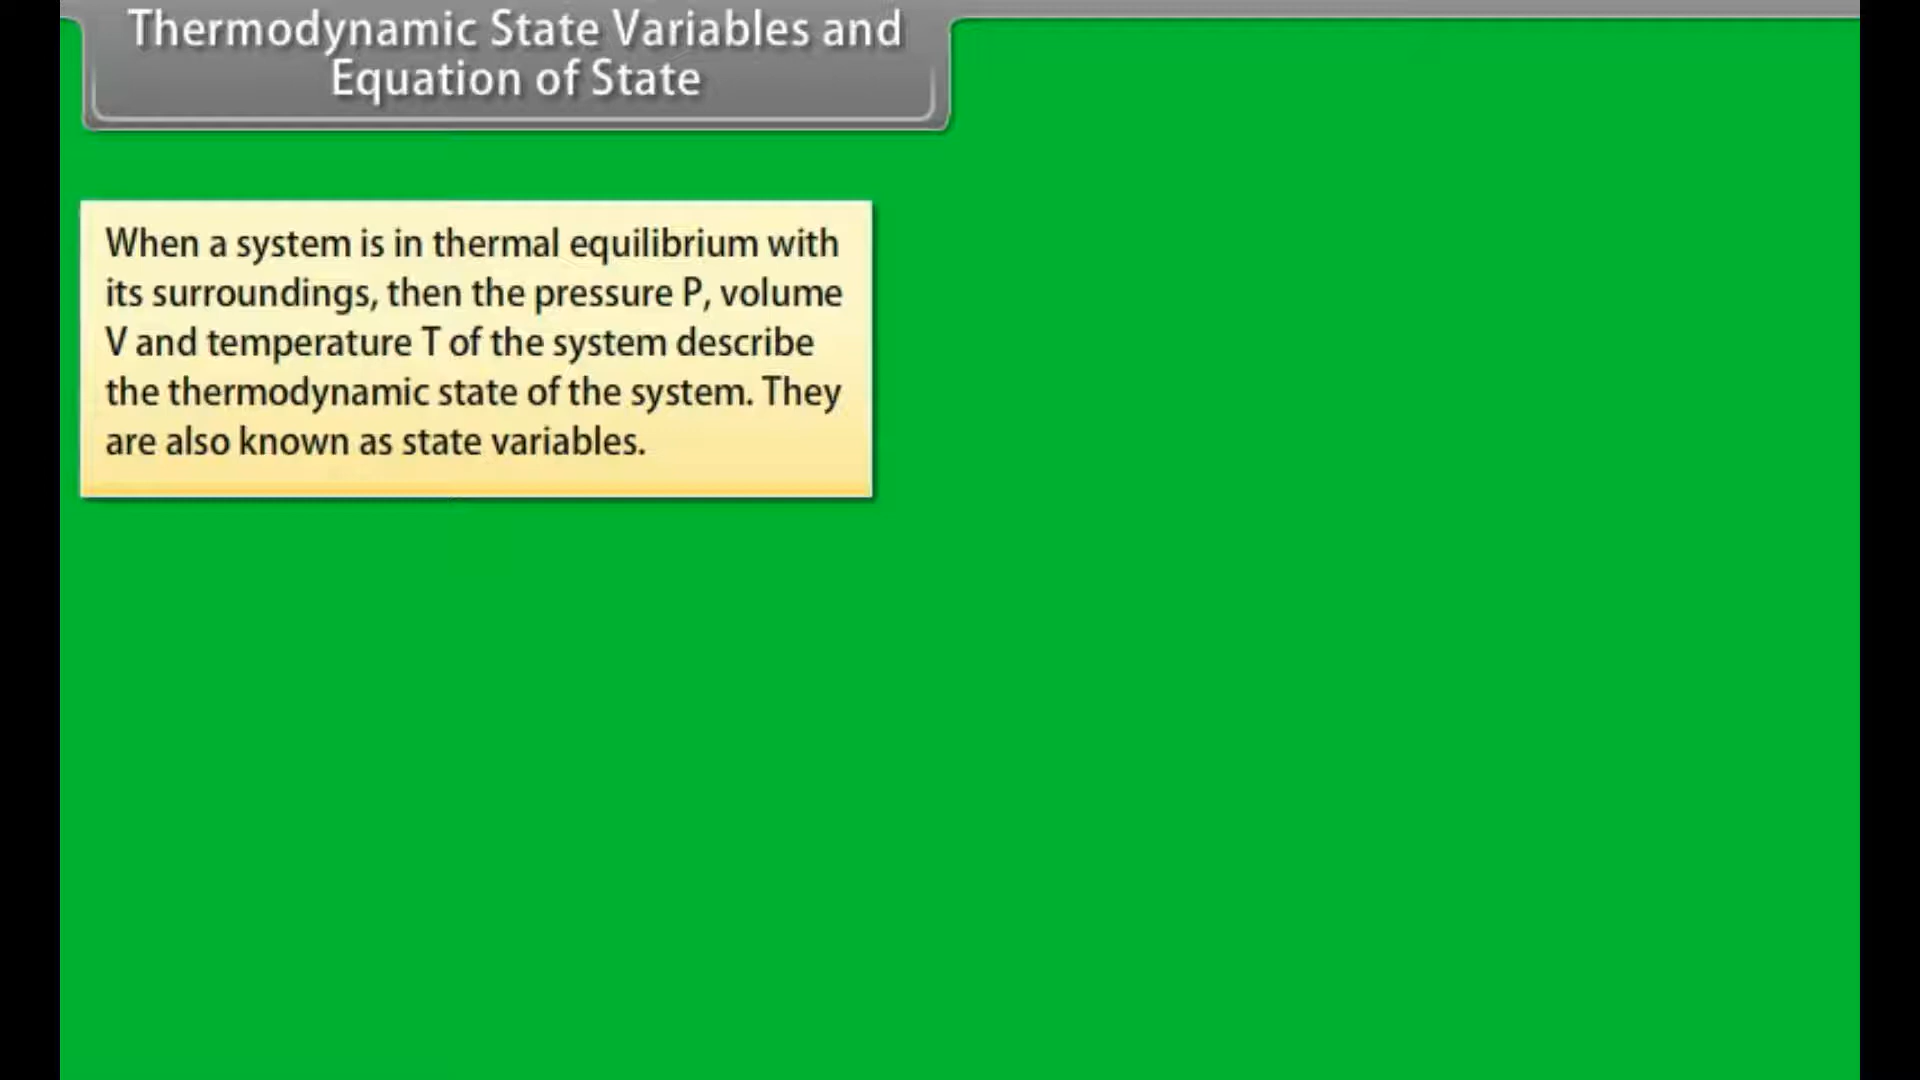 Thermodynamic State Variables and
Equation of State
When a system is in thermal equilibrium with
its surroundings, then the pressure P, volume
V and temperature T of the system describe
the thermodynamic state of the system. They
are also known as state variables.